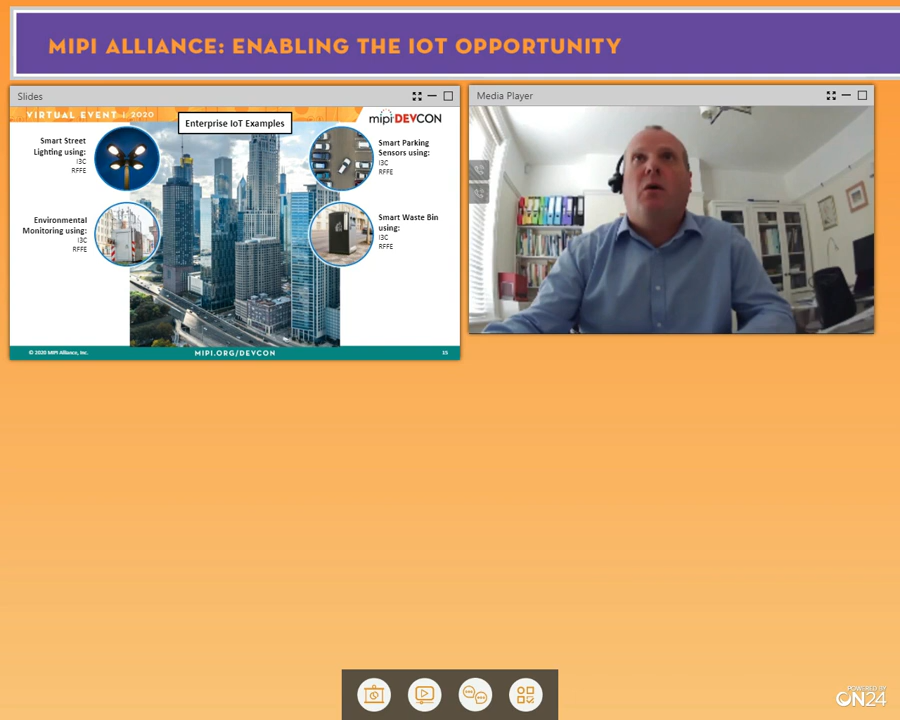 MIPI ALLIANCE: ENABLING THE IOT OPPORTUNITY
Slides
VIRTUAL EVENT | 2020
Enterprise IoT Examples
mipi DEVCON
Smart Street
Lighting using:
I3C
RFFE
Smart Parking
Sensors using:
I3C
RFFE
Environmental
Monitoring using:
I3C
RFFE
Smart Waste Bin
using:
I3C
RFFE
© 2020 MIPI Alliance, Inc.
MIPI.ORG/DEVCON
15
Media Player
POWERED BY
ON24